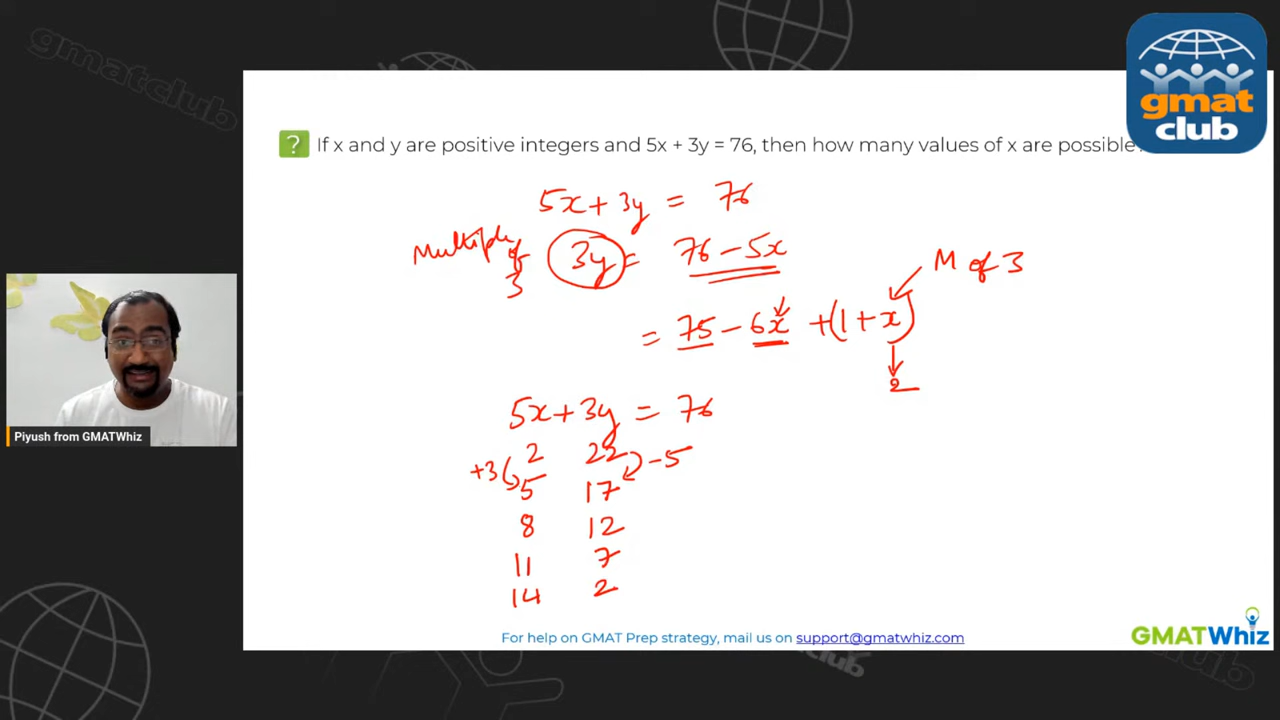 gmatclub
gmat
club
? If x and y are positive integers and 5x + 3y = 76, then how many values of x are possible?
5x + 3y = 76
Multiple of 3 3y = 76 - 5x
M of 3
= 75 - 6x + (1 + x)
2
5x + 3y = 76
2 22
+3 -5
5 17
8 12
11 7
14 2
Piyush from GMATWhiz
For help on GMAT Prep strategy, mail us on support@gmatwhiz.com
GMATWhiz
gmatclub
club